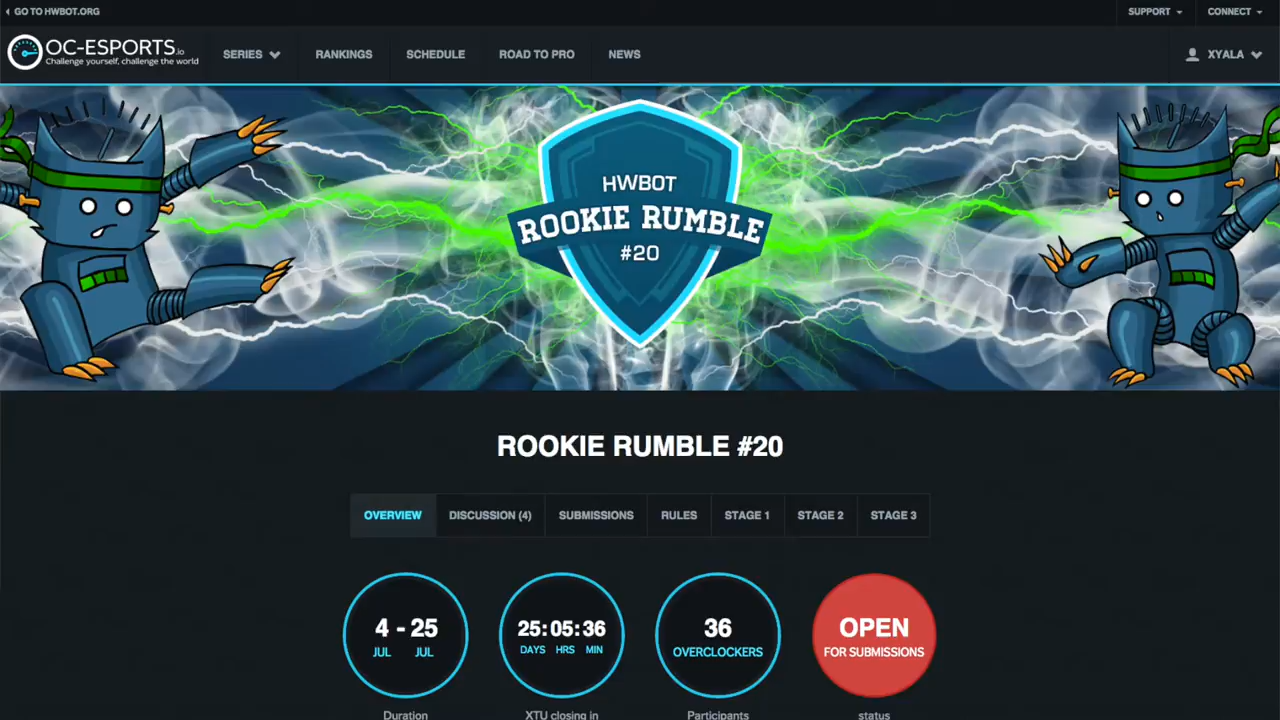 GO TO HWBOT.ORG
SUPPORT
CONNECT
OC-ESPORTS.io
Challenge yourself, challenge the world
SERIES
RANKINGS
SCHEDULE
ROAD TO PRO
NEWS
XYALA
HWBOT
ROOKIE RUMBLE
#20
ROOKIE RUMBLE #20
OVERVIEW
DISCUSSION (4)
SUBMISSIONS
RULES
STAGE 1
STAGE 2
STAGE 3
4 - 25
JUL JUL
Duration
25:05:36
DAYS HRS MIN
XTU closing in
36
OVERCLOCKERS
Participants
OPEN
FOR SUBMISSIONS
status